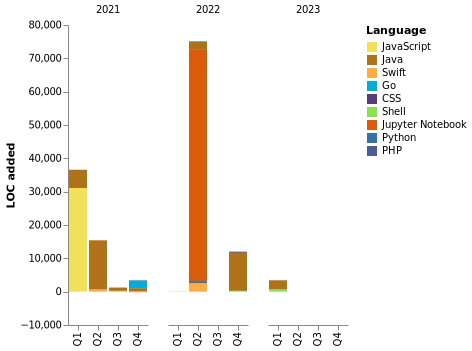 2021 2022 2023
80,000
70,000
60,000
50,000
40,000
30,000
20,000
10,000
0
−10,000
LOC added
Q1 Q2 Q3 Q4 Q1 Q2 Q3 Q4 Q1 Q2 Q3 Q4
Language
JavaScript
Java
Swift
Go
CSS
Shell
Jupyter Notebook
Python
PHP